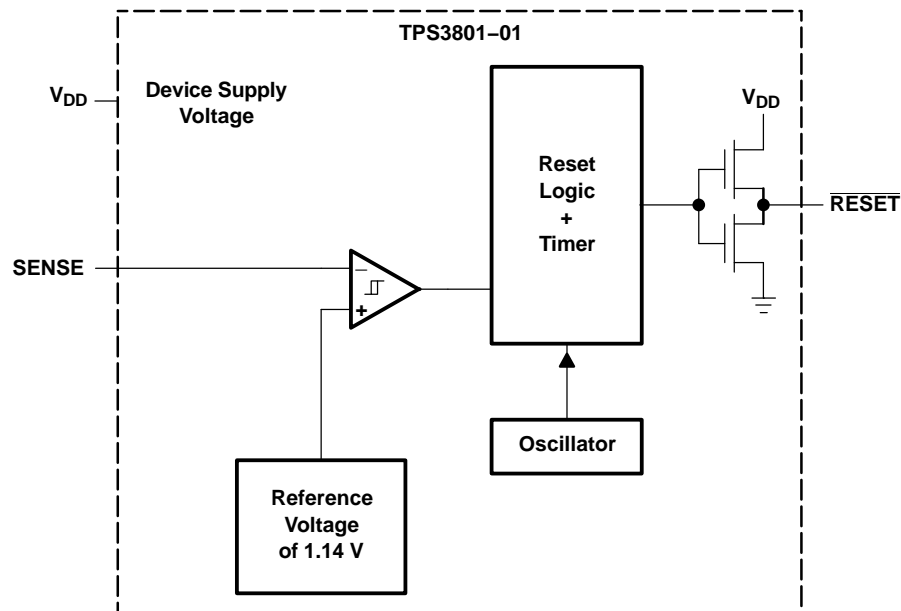 TPS3801–01
VDD
Device Supply
Voltage
VDD
Reset
Logic
+
Timer
RESET
SENSE
–
+
Oscillator
Reference
Voltage
of 1.14 V